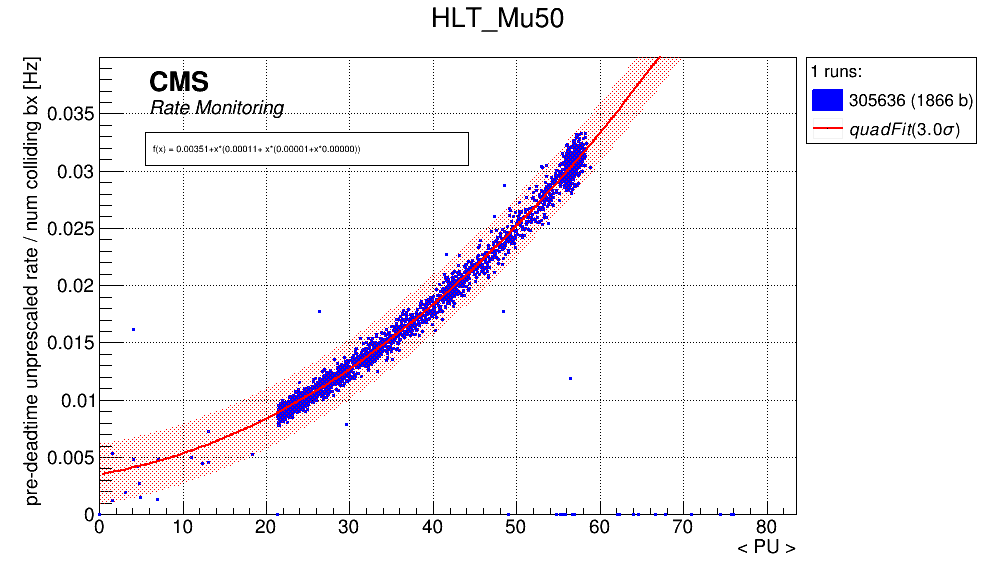 HLT_Mu50
pre-deadtime unprescaled rate / num colliding bx [Hz]
CMS
Rate Monitoring
f(x) = 0.00351+x*(0.00011+ x*(0.00001+x*0.00000))
0.035
0.03
0.025
0.02
0.015
0.01
0.005
0
0 10 20 30 40 50 60 70 80
< PU >
1 runs:
305636 (1866 b)
quadFit(3.0σ)